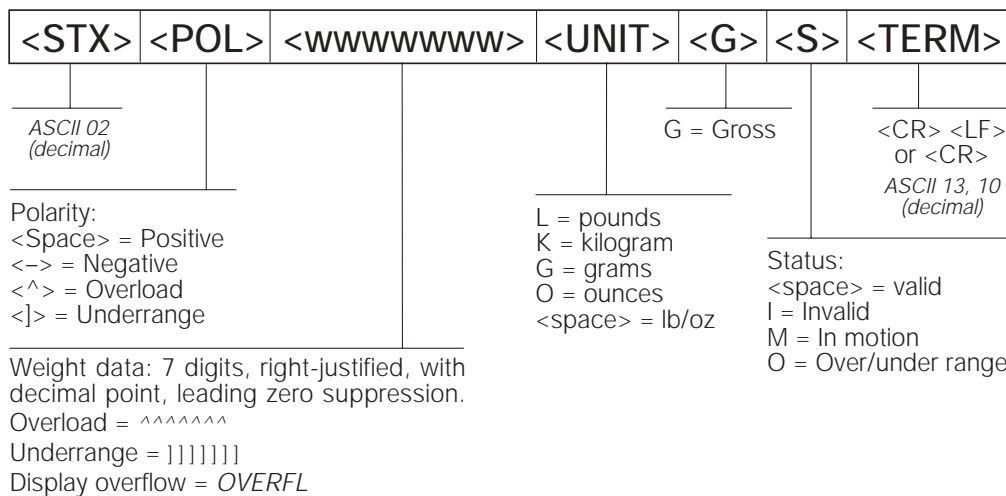 <STX> <POL> <wwwwwww> <UNIT> <G> <S> <TERM>
ASCII 02
(decimal)
G = Gross
<CR> <LF>
or <CR>
ASCII 13, 10
(decimal)
Polarity:
<Space> = Positive
<–> = Negative
<^> = Overload
<]> = Underrange
L = pounds
K = kilogram
G = grams
O = ounces
<space> = lb/oz
Status:
<space> = valid
I = Invalid
M = In motion
O = Over/under range
Weight data: 7 digits, right-justified, with
decimal point, leading zero suppression.
Overload = ^^^^^^^
Underrange = ]]]]]]]
Display overflow = OVERFL